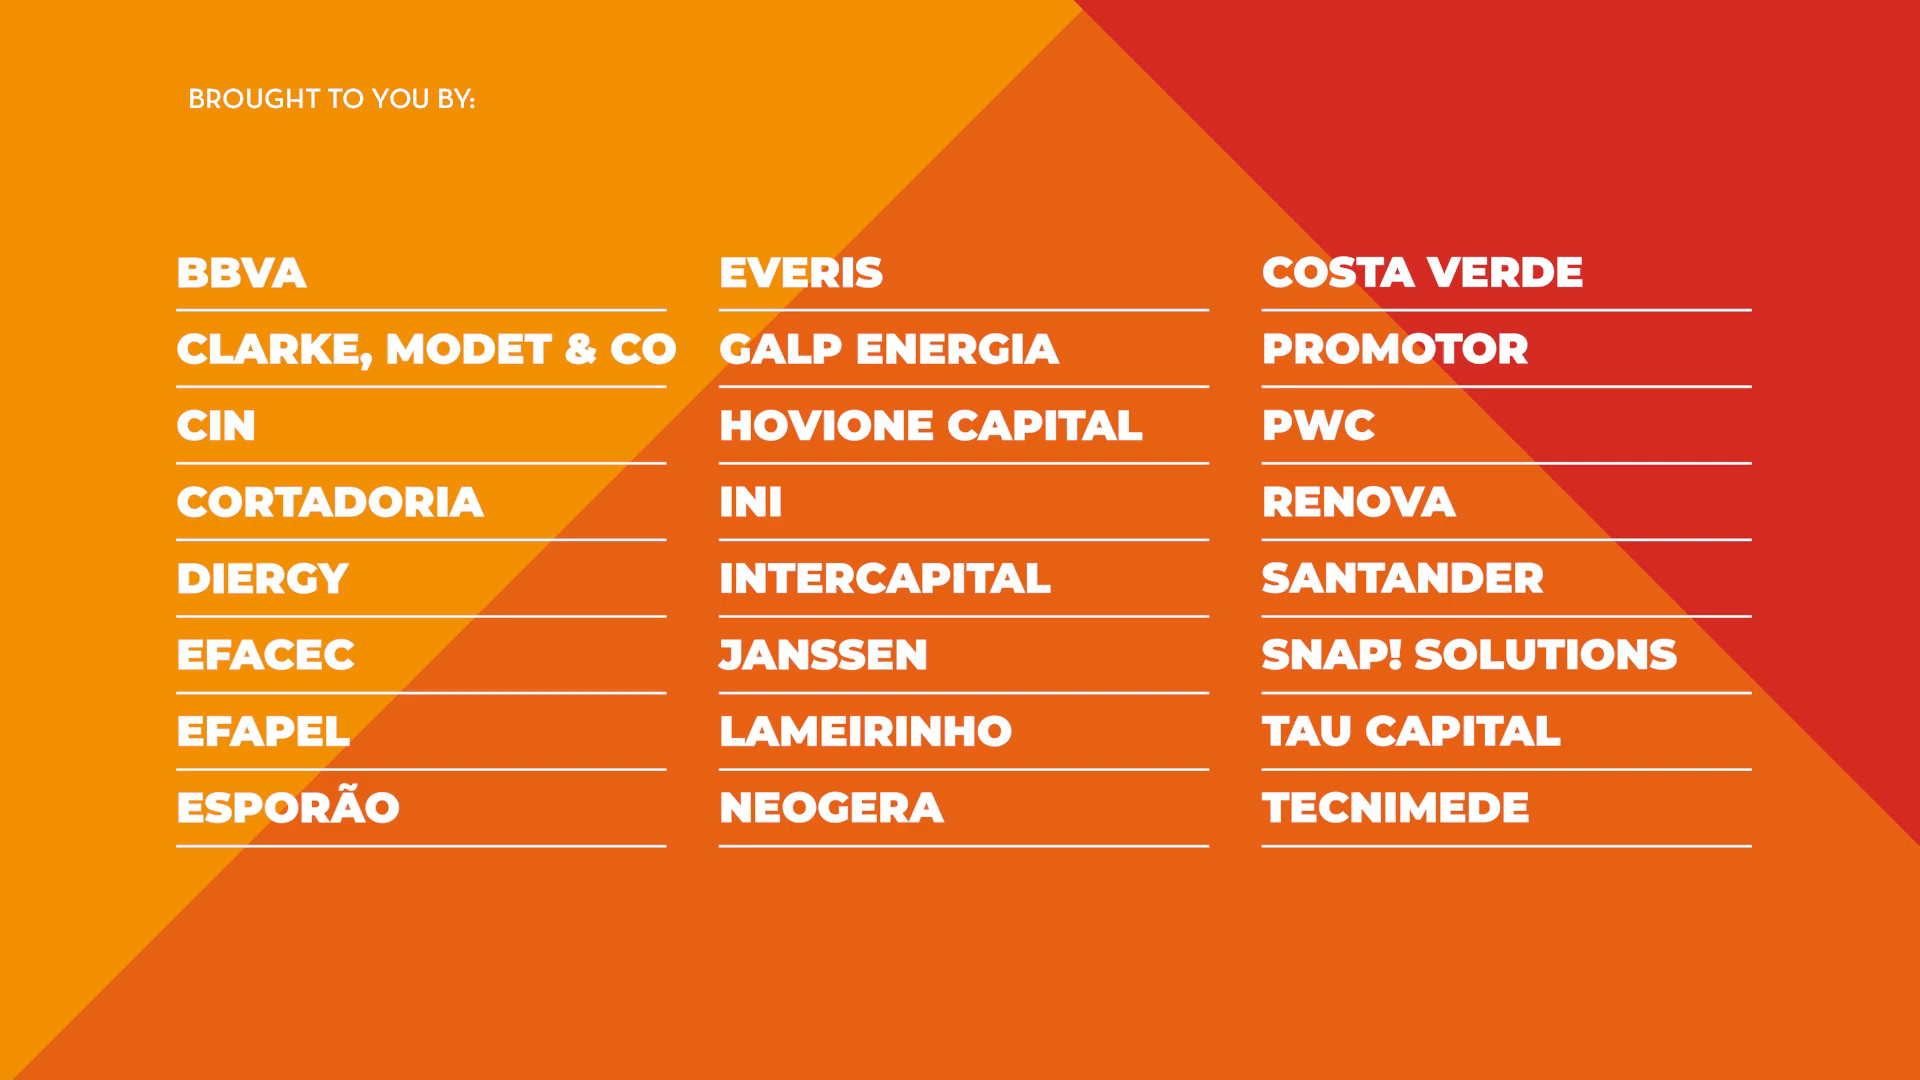 BROUGHT TO YOU BY:
BBVA
CLARKE, MODET & CO
CIN
CORTADORIA
DIERGY
EFACEC
EFAPEL
ESPORÃO
EVERIS
GALP ENERGIA
HOVIONE CAPITAL
INI
INTERCAPITAL
JANSSEN
LAMEIRINHO
NEOGERA
COSTA VERDE
PROMOTOR
PWC
RENOVA
SANTANDER
SNAP! SOLUTIONS
TAU CAPITAL
TECNIMEDE